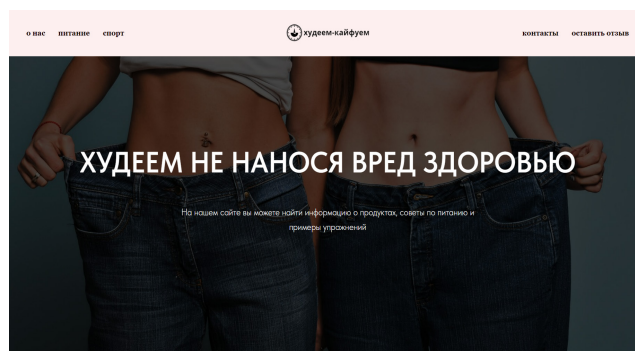 о нас питание спорт худеем-кайфуем контакты оставить отзыв
ХУДЕЕМ НЕ НАНОСЯ ВРЕД ЗДОРОВЬЮ
На нашем сайте вы можете найти информацию о продуктах, советы по питанию и
примеры упражнений